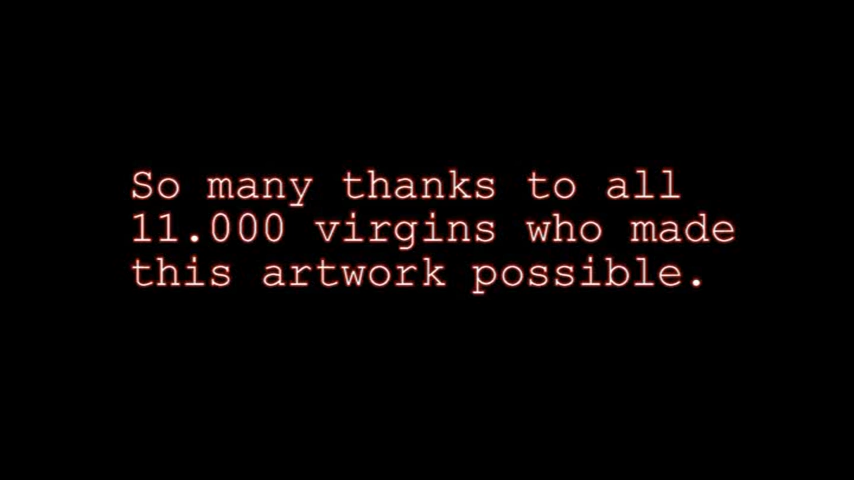 So many thanks to all
11.000 virgins who made
this artwork possible.